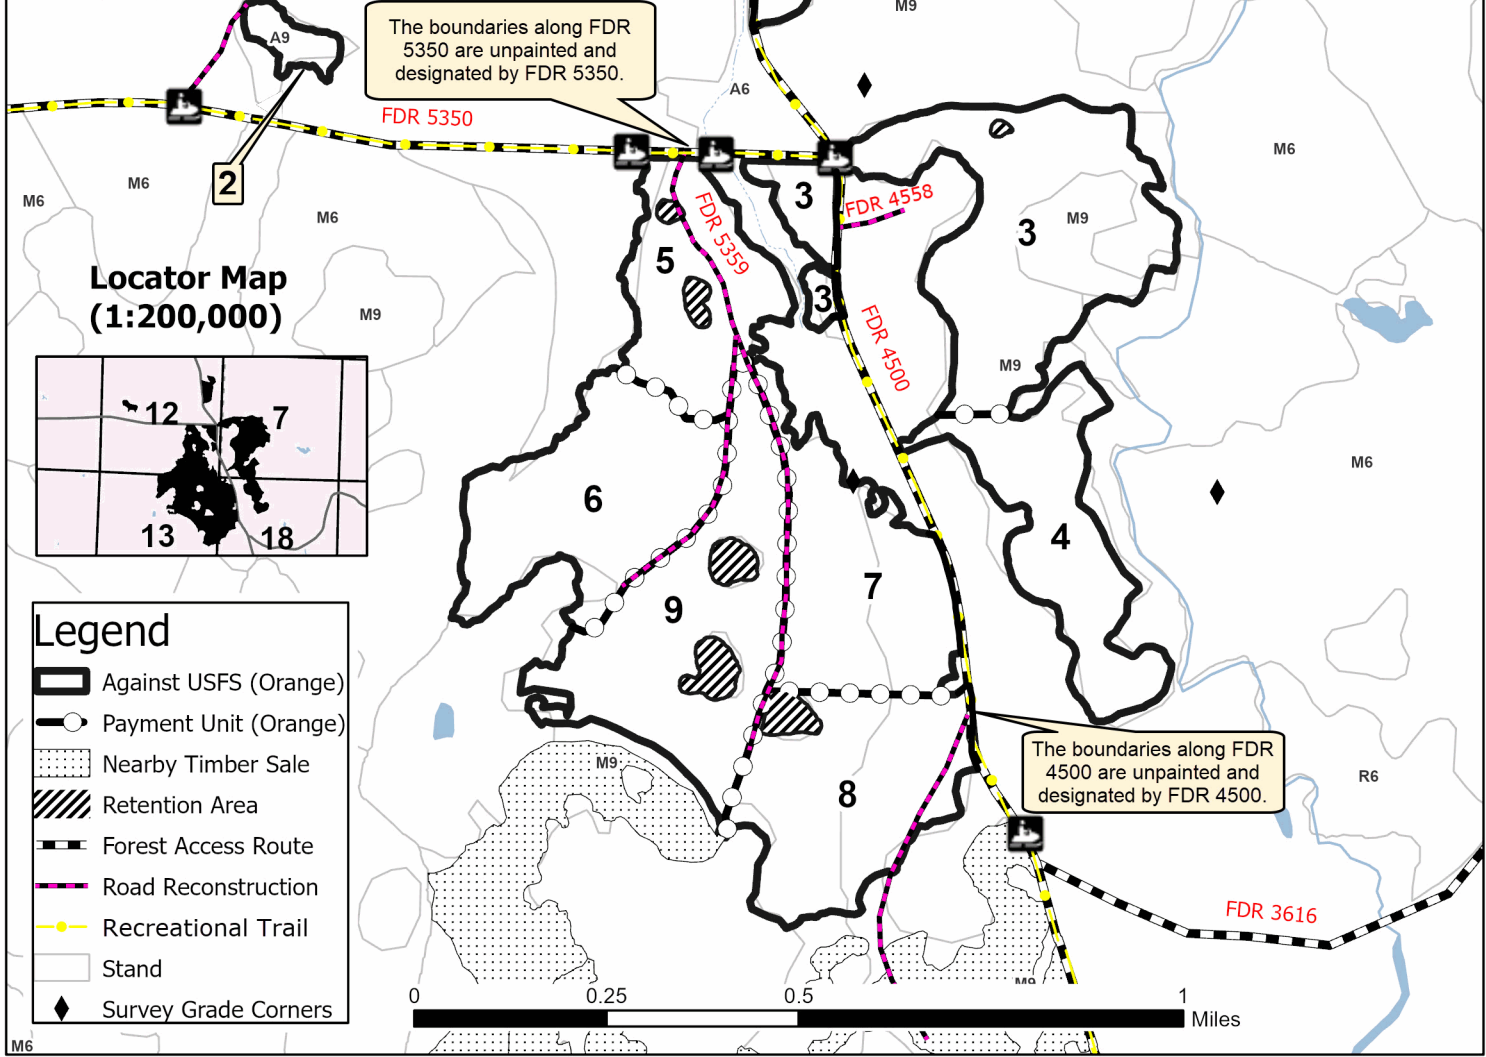 M9
A9
The boundaries along FDR
5350 are unpainted and
designated by FDR 5350.
A6
FDR 5350
M6
2
M6
M6
M6
3
FDR 4558
3
M9
FDR 5359
5
Locator Map
(1:200,000)
3
M9
FDR 4500
M9
12
7
13
18
6
M6
4
7
9
Legend
Against USFS (Orange)
Payment Unit (Orange)
Nearby Timber Sale
Retention Area
Forest Access Route
Road Reconstruction
Recreational Trail
Stand
Survey Grade Corners
M9
8
The boundaries along FDR
4500 are unpainted and
designated by FDR 4500.
R6
FDR 3616
M9
0
0.25
0.5
1
Miles
M6